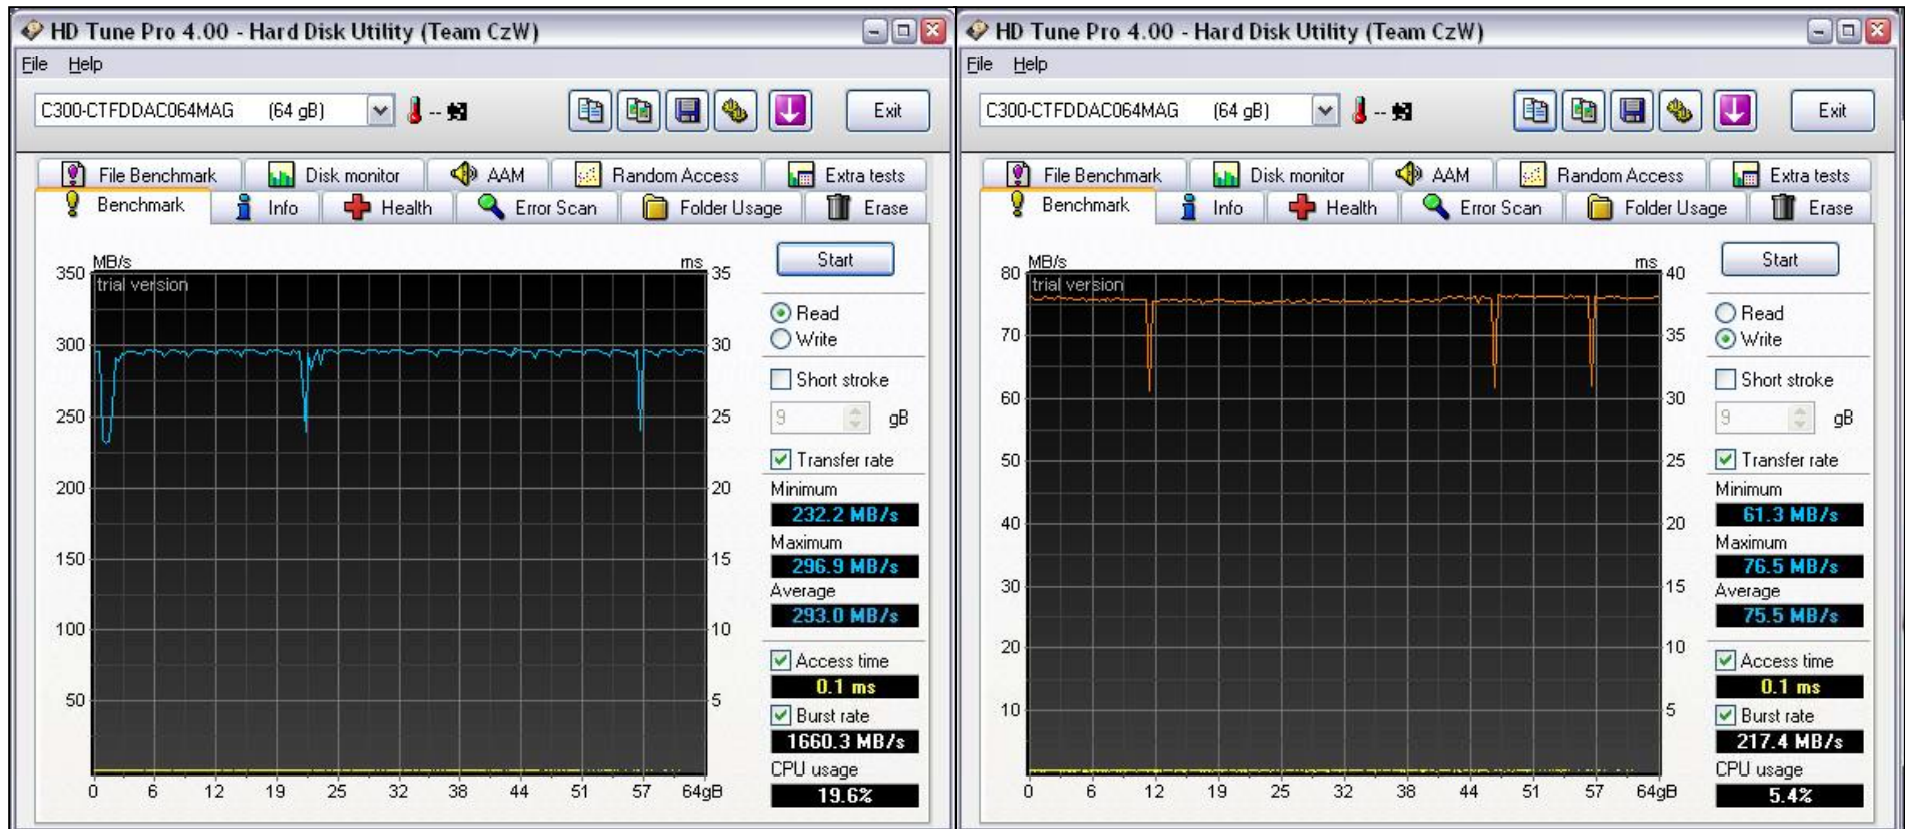 HD Tune Pro 4.00 - Hard Disk Utility (Team CzW)
File Help
C300-CTFDDAC064MAG (64 gB) -- Exit
File Benchmark Disk monitor AAM Random Access Extra tests
Benchmark Info Health Error Scan Folder Usage Erase
MB/s ms
trial version
350
300
250
200
150
100
50
35
30
25
20
15
10
5
0 6 12 19 25 32 38 44 51 57 64gB
Start
Read
Write
Short stroke
9 gB
Transfer rate
Minimum
232.2 MB/s
Maximum
296.9 MB/s
Average
293.0 MB/s
Access time
0.1 ms
Burst rate
1660.3 MB/s
CPU usage
19.6%
HD Tune Pro 4.00 - Hard Disk Utility (Team CzW)
File Help
C300-CTFDDAC064MAG (64 gB) -- Exit
File Benchmark Disk monitor AAM Random Access Extra tests
Benchmark Info Health Error Scan Folder Usage Erase
MB/s ms
trial version
80
70
60
50
40
30
20
10
40
35
30
25
20
15
10
5
0 6 12 19 25 32 38 44 51 57 64gB
Start
Read
Write
Short stroke
9 gB
Transfer rate
Minimum
61.3 MB/s
Maximum
76.5 MB/s
Average
75.5 MB/s
Access time
0.1 ms
Burst rate
217.4 MB/s
CPU usage
5.4%